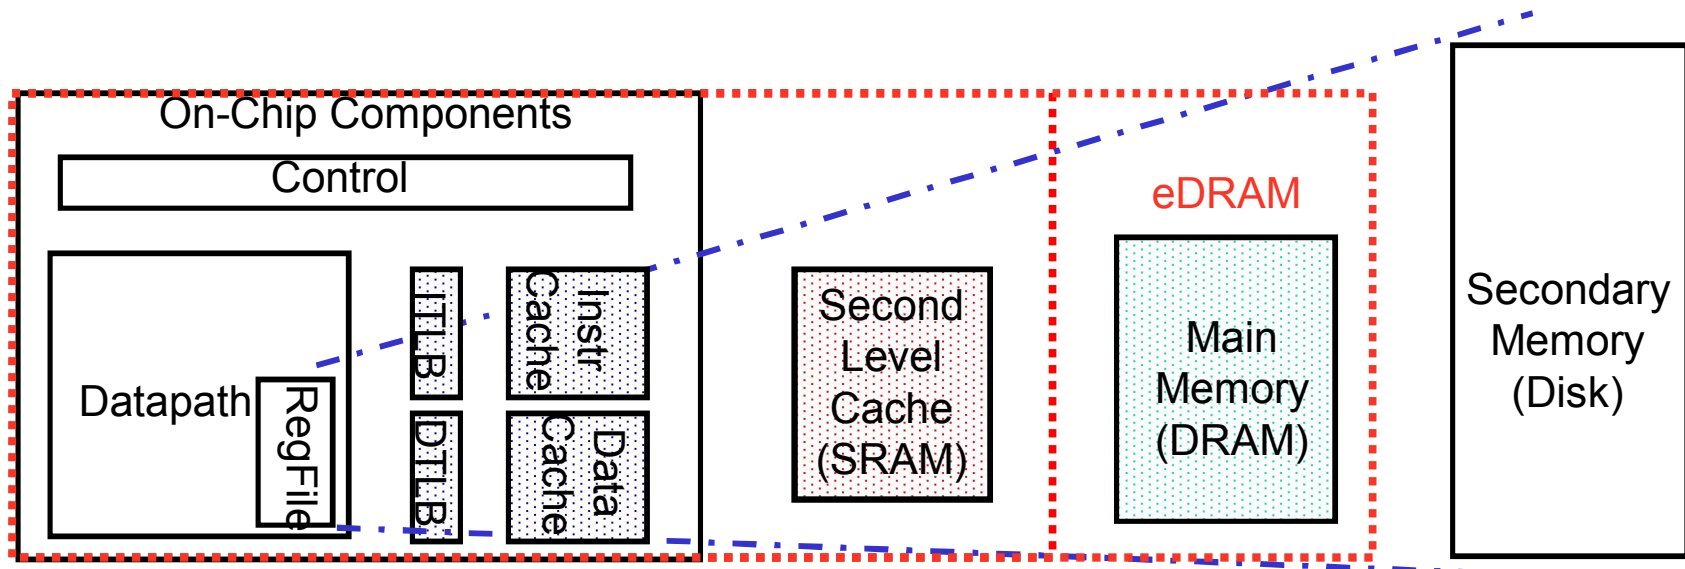 On-Chip Components
Control
Datapath
RegFile
ITLB
DTLB
Instr
Cache
Data
Cache
Second
Level
Cache
(SRAM)
eDRAM
Main
Memory
(DRAM)
Secondary
Memory
(Disk)